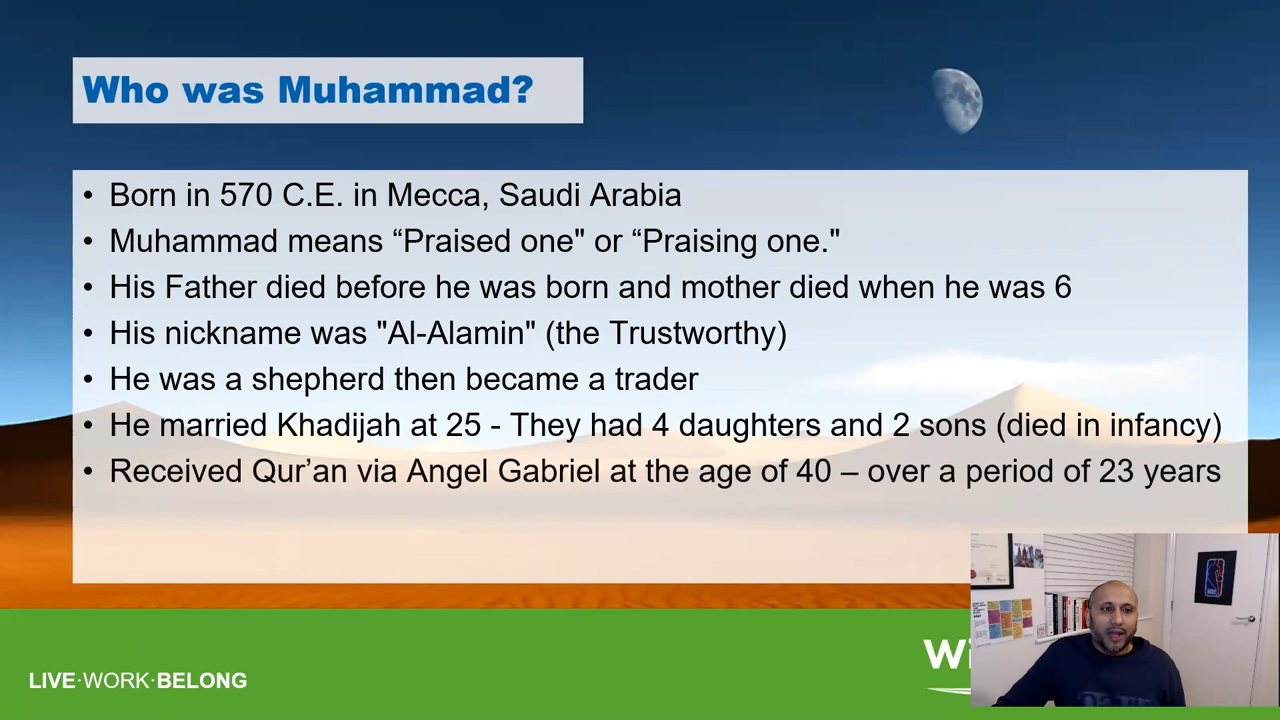 Who was Muhammad?
• Born in 570 C.E. in Mecca, Saudi Arabia
• Muhammad means “Praised one" or “Praising one."
• His Father died before he was born and mother died when he was 6
• His nickname was "Al-Alamin" (the Trustworthy)
• He was a shepherd then became a trader
• He married Khadijah at 25 - They had 4 daughters and 2 sons (died in infancy)
• Received Qur’an via Angel Gabriel at the age of 40 – over a period of 23 years
Wi
LIVE·WORK·BELONG